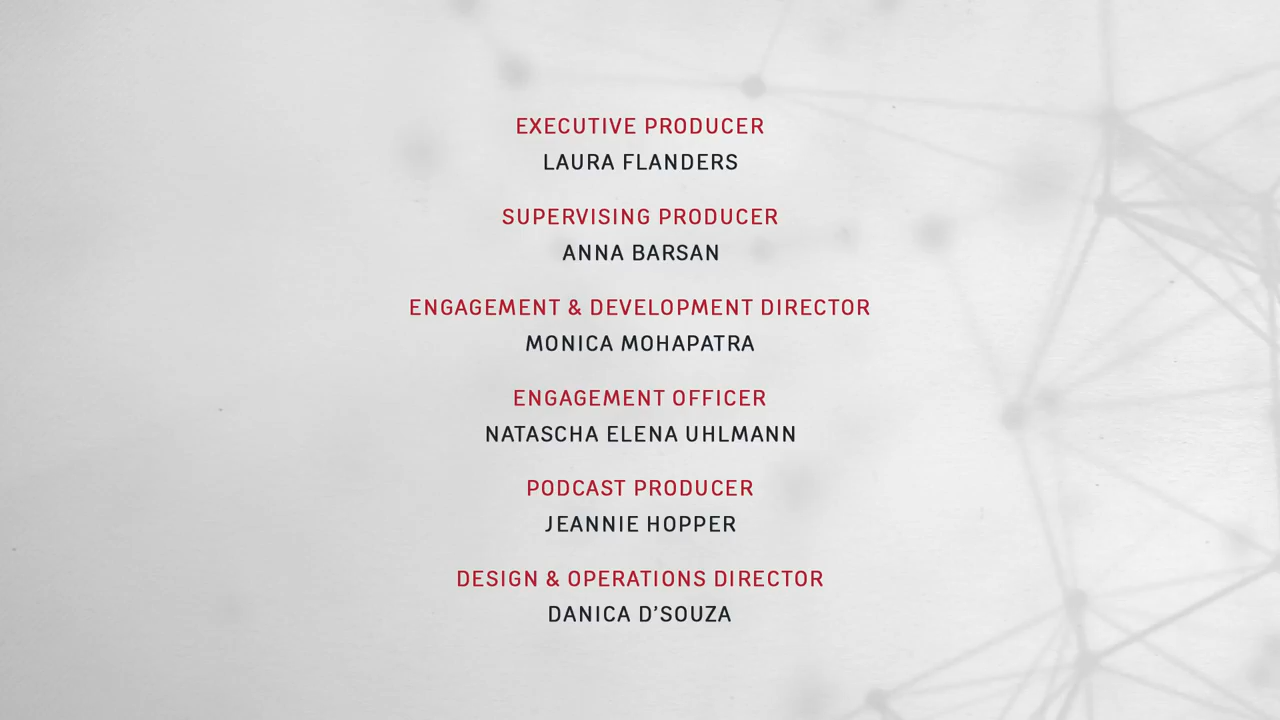 EXECUTIVE PRODUCER
LAURA FLANDERS
SUPERVISING PRODUCER
ANNA BARSAN
ENGAGEMENT & DEVELOPMENT DIRECTOR
MONICA MOHAPATRA
ENGAGEMENT OFFICER
NATASCHA ELENA UHLMANN
PODCAST PRODUCER
JEANNIE HOPPER
DESIGN & OPERATIONS DIRECTOR
DANICA D’SOUZA